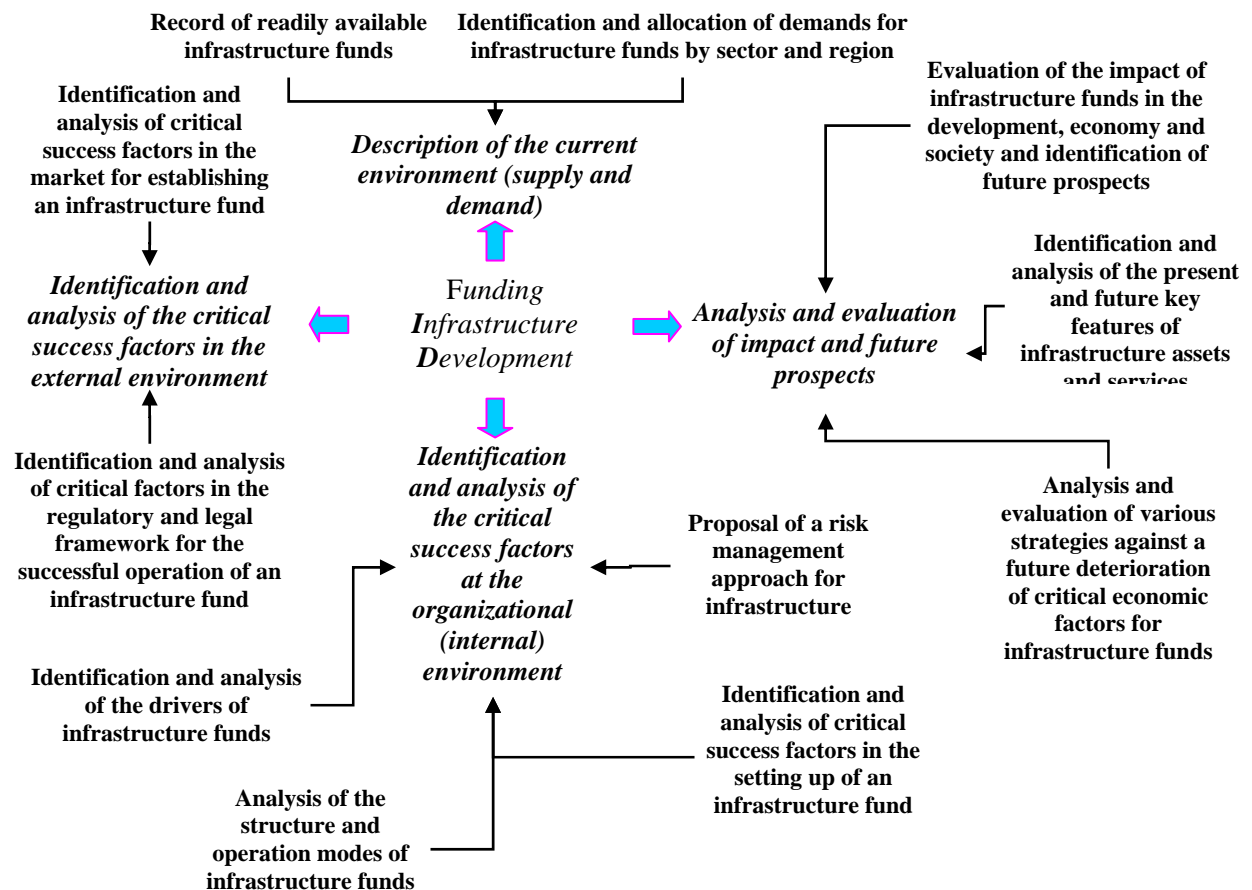 Record of readily available
infrastructure funds
Identification and allocation of demands for
infrastructure funds by sector and region
Evaluation of the impact of
infrastructure funds in the
development, economy and
society and identification of
future prospects
Identification and
analysis of critical
success factors in the
market for establishing
an infrastructure fund
Description of the current
environment (supply and
demand)
Identification and
analysis of the present
and future key
features of
infrastructure assets
and services
Identification and
analysis of the critical
success factors in the
external environment
Funding
Infrastructure
Development
Analysis and evaluation
of impact and future
prospects
Identification and analysis
of critical factors in the
regulatory and legal
framework for the
successful operation of an
infrastructure fund
Identification
and analysis of
the critical
success factors
at the
organizational
(internal)
environment
Proposal of a risk
management
approach for
infrastructure
Analysis and
evaluation of various
strategies against a
future deterioration
of critical economic
factors for
infrastructure funds
Identification and analysis
of the drivers of
infrastructure funds
Identification and
analysis of critical
success factors in the
setting up of an
infrastructure fund
Analysis of the
structure and
operation modes of
infrastructure funds